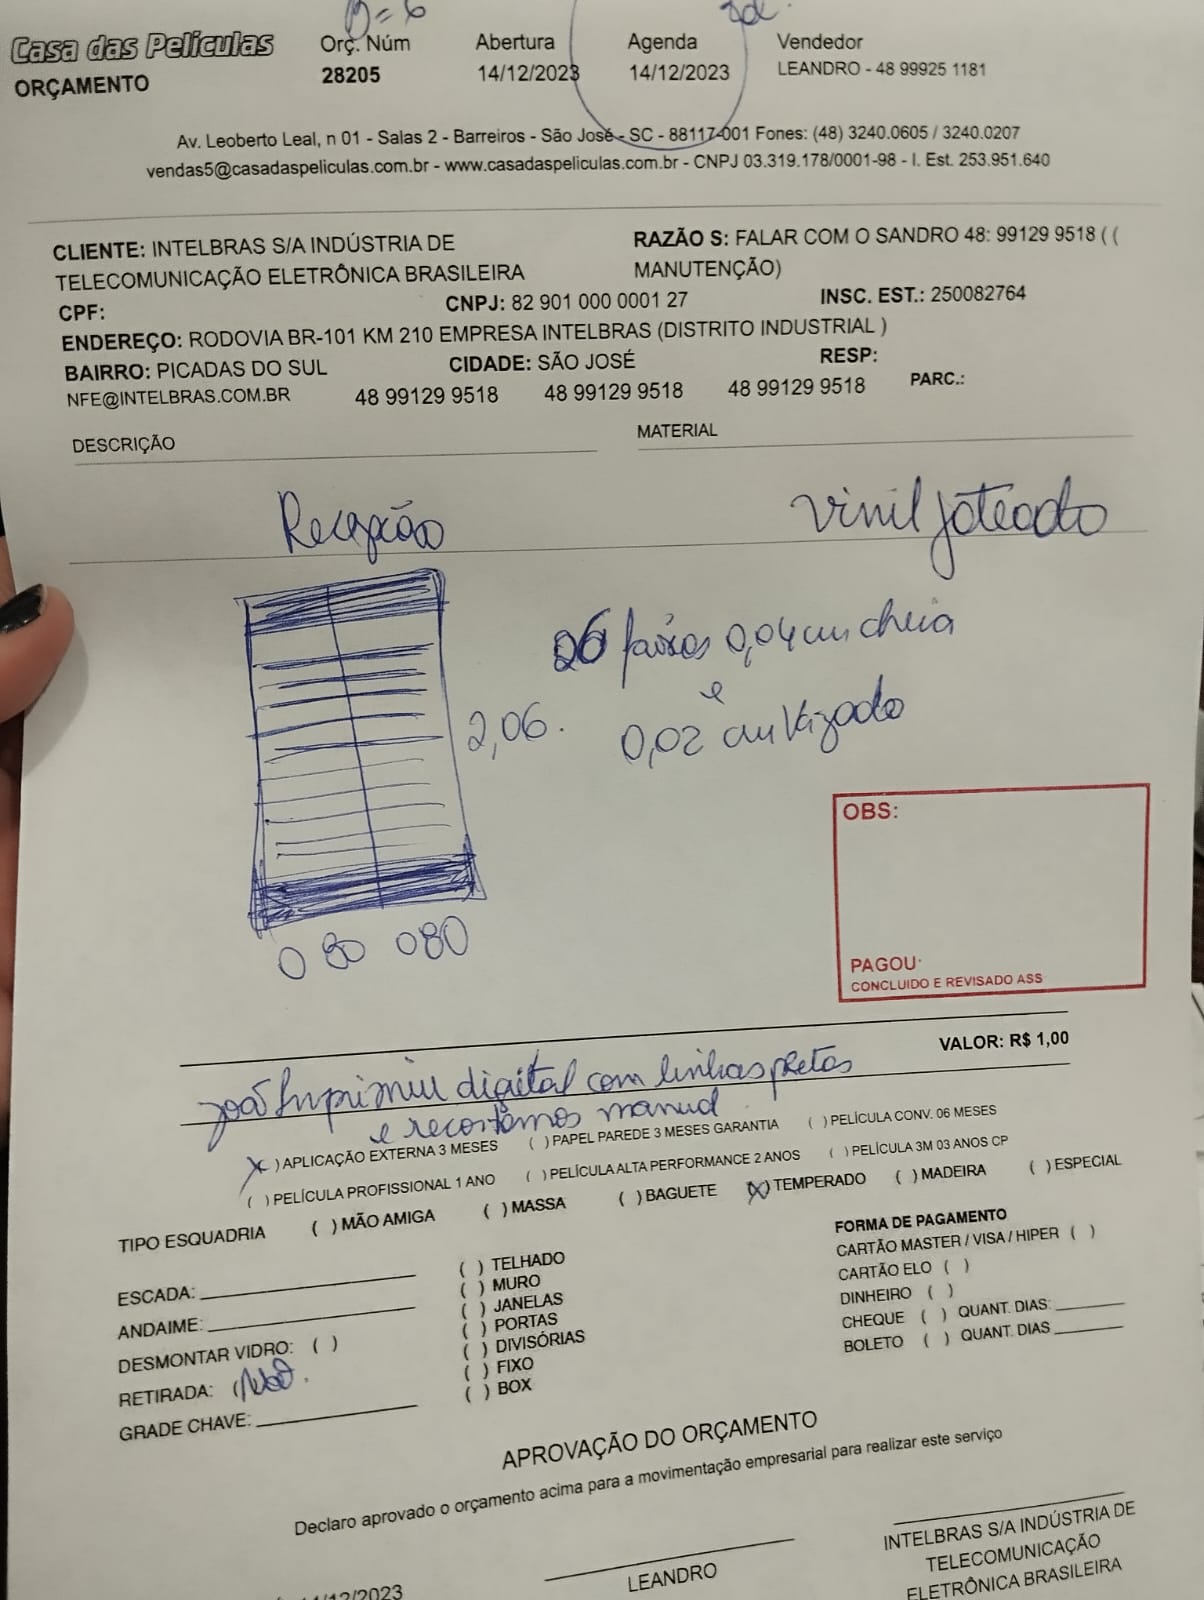 D = 6
Casa das Películas
ORÇAMENTO
Orç. Núm
28205
Abertura
14/12/2023
Agenda
14/12/2023
Vendedor
LEANDRO - 48 99925 1181
Av. Leoberto Leal, n 01 - Salas 2 - Barreiros - São José - SC - 88117-001 Fones: (48) 3240.0605 / 3240.0207
vendas5@casadaspeliculas.com.br - www.casadaspeliculas.com.br - CNPJ 03.319.178/0001-98 - I. Est. 253.951.640
CLIENTE: INTELBRAS S/A INDÚSTRIA DE
TELECOMUNICAÇÃO ELETRÔNICA BRASILEIRA
RAZÃO S: FALAR COM O SANDRO 48: 99129 9518 ( (
MANUTENÇÃO)
CPF:
CNPJ: 82 901 000 0001 27
INSC. EST.: 250082764
ENDEREÇO: RODOVIA BR-101 KM 210 EMPRESA INTELBRAS (DISTRITO INDUSTRIAL )
BAIRRO: PICADAS DO SUL
CIDADE: SÃO JOSÉ
RESP:
NFE@INTELBRAS.COM.BR
48 99129 9518
48 99129 9518
48 99129 9518
PARC.:
DESCRIÇÃO
MATERIAL
Recepção
vinil jateado
26 faixas 0,04 cm cheia
e
0,02 cm vazado
2,06.
080 080
OBS:
PAGOU
CONCLUIDO E REVISADO ASS
VALOR: R$ 1,00
João Imprimiu digital com linhas pretas
e recortamos manual
( X ) APLICAÇÃO EXTERNA 3 MESES ( ) PAPEL PAREDE 3 MESES GARANTIA ( ) PELÍCULA CONV. 06 MESES
( ) PELÍCULA PROFISSIONAL 1 ANO ( ) PELÍCULA ALTA PERFORMANCE 2 ANOS ( ) PELÍCULA 3M 03 ANOS CP
TIPO ESQUADRIA ( ) MÃO AMIGA ( ) MASSA ( ) BAGUETE (X) TEMPERADO ( ) MADEIRA ( ) ESPECIAL
ESCADA:
ANDAIME:
DESMONTAR VIDRO: ( )
RETIRADA: ( Não.
GRADE CHAVE:
( ) TELHADO
( ) MURO
( ) JANELAS
( ) PORTAS
( ) DIVISÓRIAS
( ) FIXO
( ) BOX
FORMA DE PAGAMENTO
CARTÃO MASTER / VISA / HIPER ( )
CARTÃO ELO ( )
DINHEIRO ( )
CHEQUE ( ) QUANT. DIAS:
BOLETO ( ) QUANT. DIAS
APROVAÇÃO DO ORÇAMENTO
Declaro aprovado o orçamento acima para a movimentação empresarial para realizar este serviço
14/12/2023
LEANDRO
INTELBRAS S/A INDÚSTRIA DE
TELECOMUNICAÇÃO
ELETRÔNICA BRASILEIRA